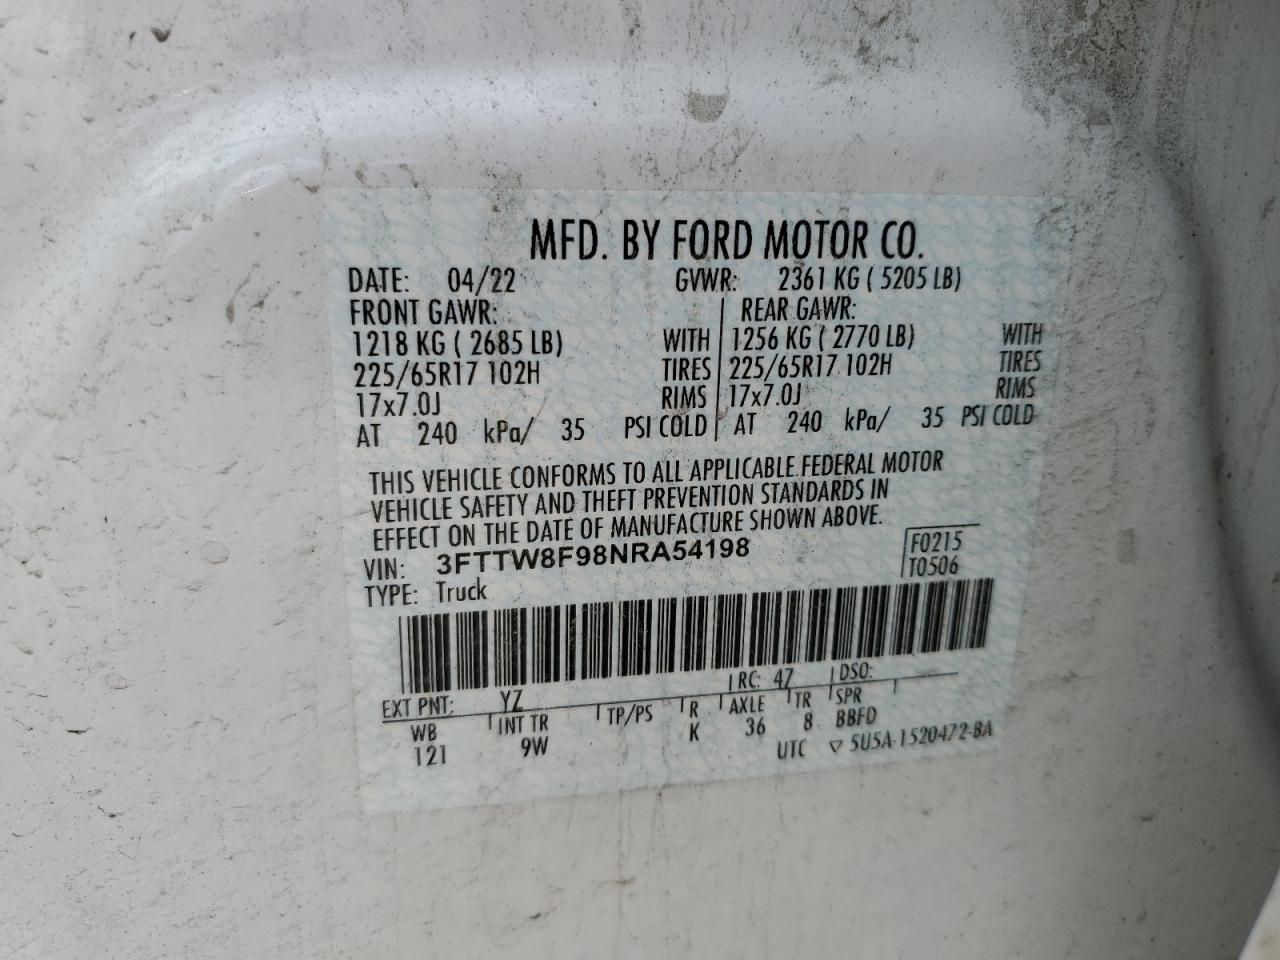 MFD. BY FORD MOTOR CO.
DATE: 04/22 GVWR: 2361 KG ( 5205 LB)
FRONT GAWR: REAR GAWR:
1218 KG ( 2685 LB) WITH 1256 KG ( 2770 LB) WITH
225/65R17 102H TIRES 225/65R17 102H TIRES
17x7.0J RIMS 17x7.0J RIMS
AT 240 kPa/ 35 PSI COLD AT 240 kPa/ 35 PSI COLD
THIS VEHICLE CONFORMS TO ALL APPLICABLE FEDERAL MOTOR
VEHICLE SAFETY AND THEFT PREVENTION STANDARDS IN
EFFECT ON THE DATE OF MANUFACTURE SHOWN ABOVE.
VIN: 3FTTW8F98NRA54198 F0215
TYPE: Truck T0506
EXT PNT: YZ RC: 47 DSO:
WB INT TR TP/PS R AXLE TR SPR
121 9W K 36 8 BBFD
UTC ▽ 5U5A-1520472-BA